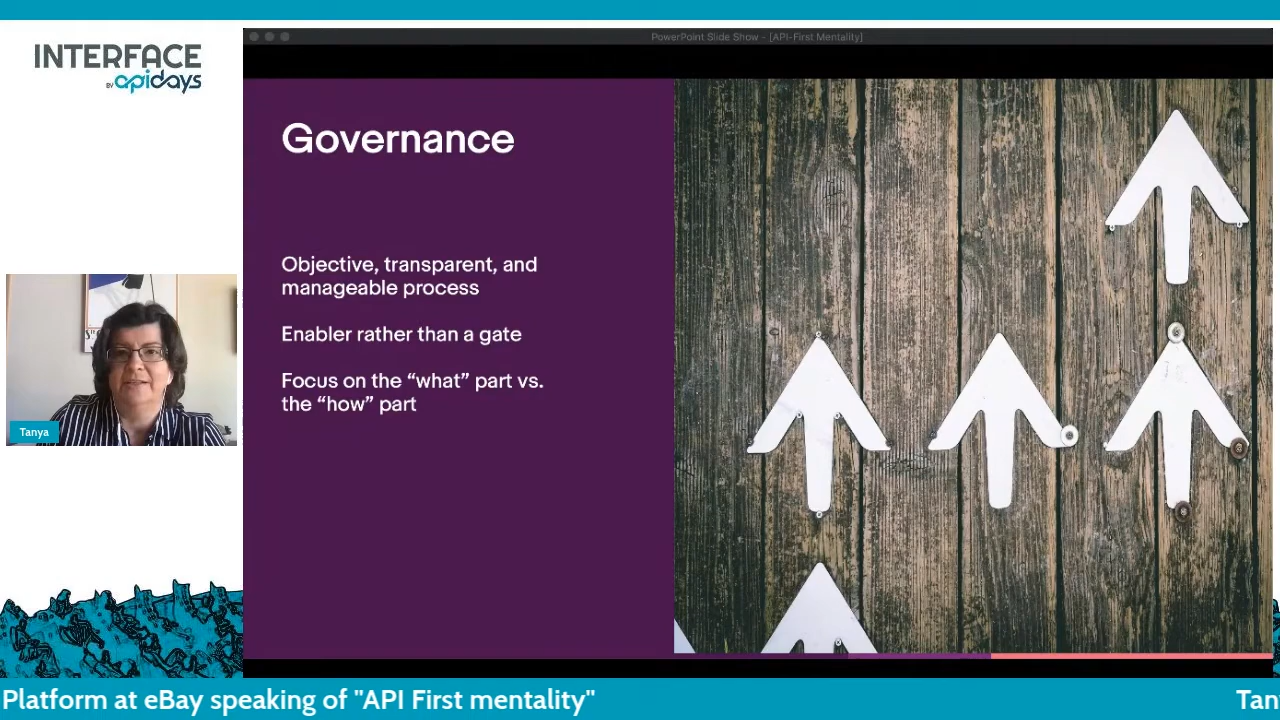 INTERFACE
BY apidays
PowerPoint Slide Show - [API-First Mentality]
Governance
Objective, transparent, and
manageable process
Enabler rather than a gate
Focus on the “what” part vs.
the “how” part
Tanya
Platform at eBay speaking of "API First mentality"
Tan